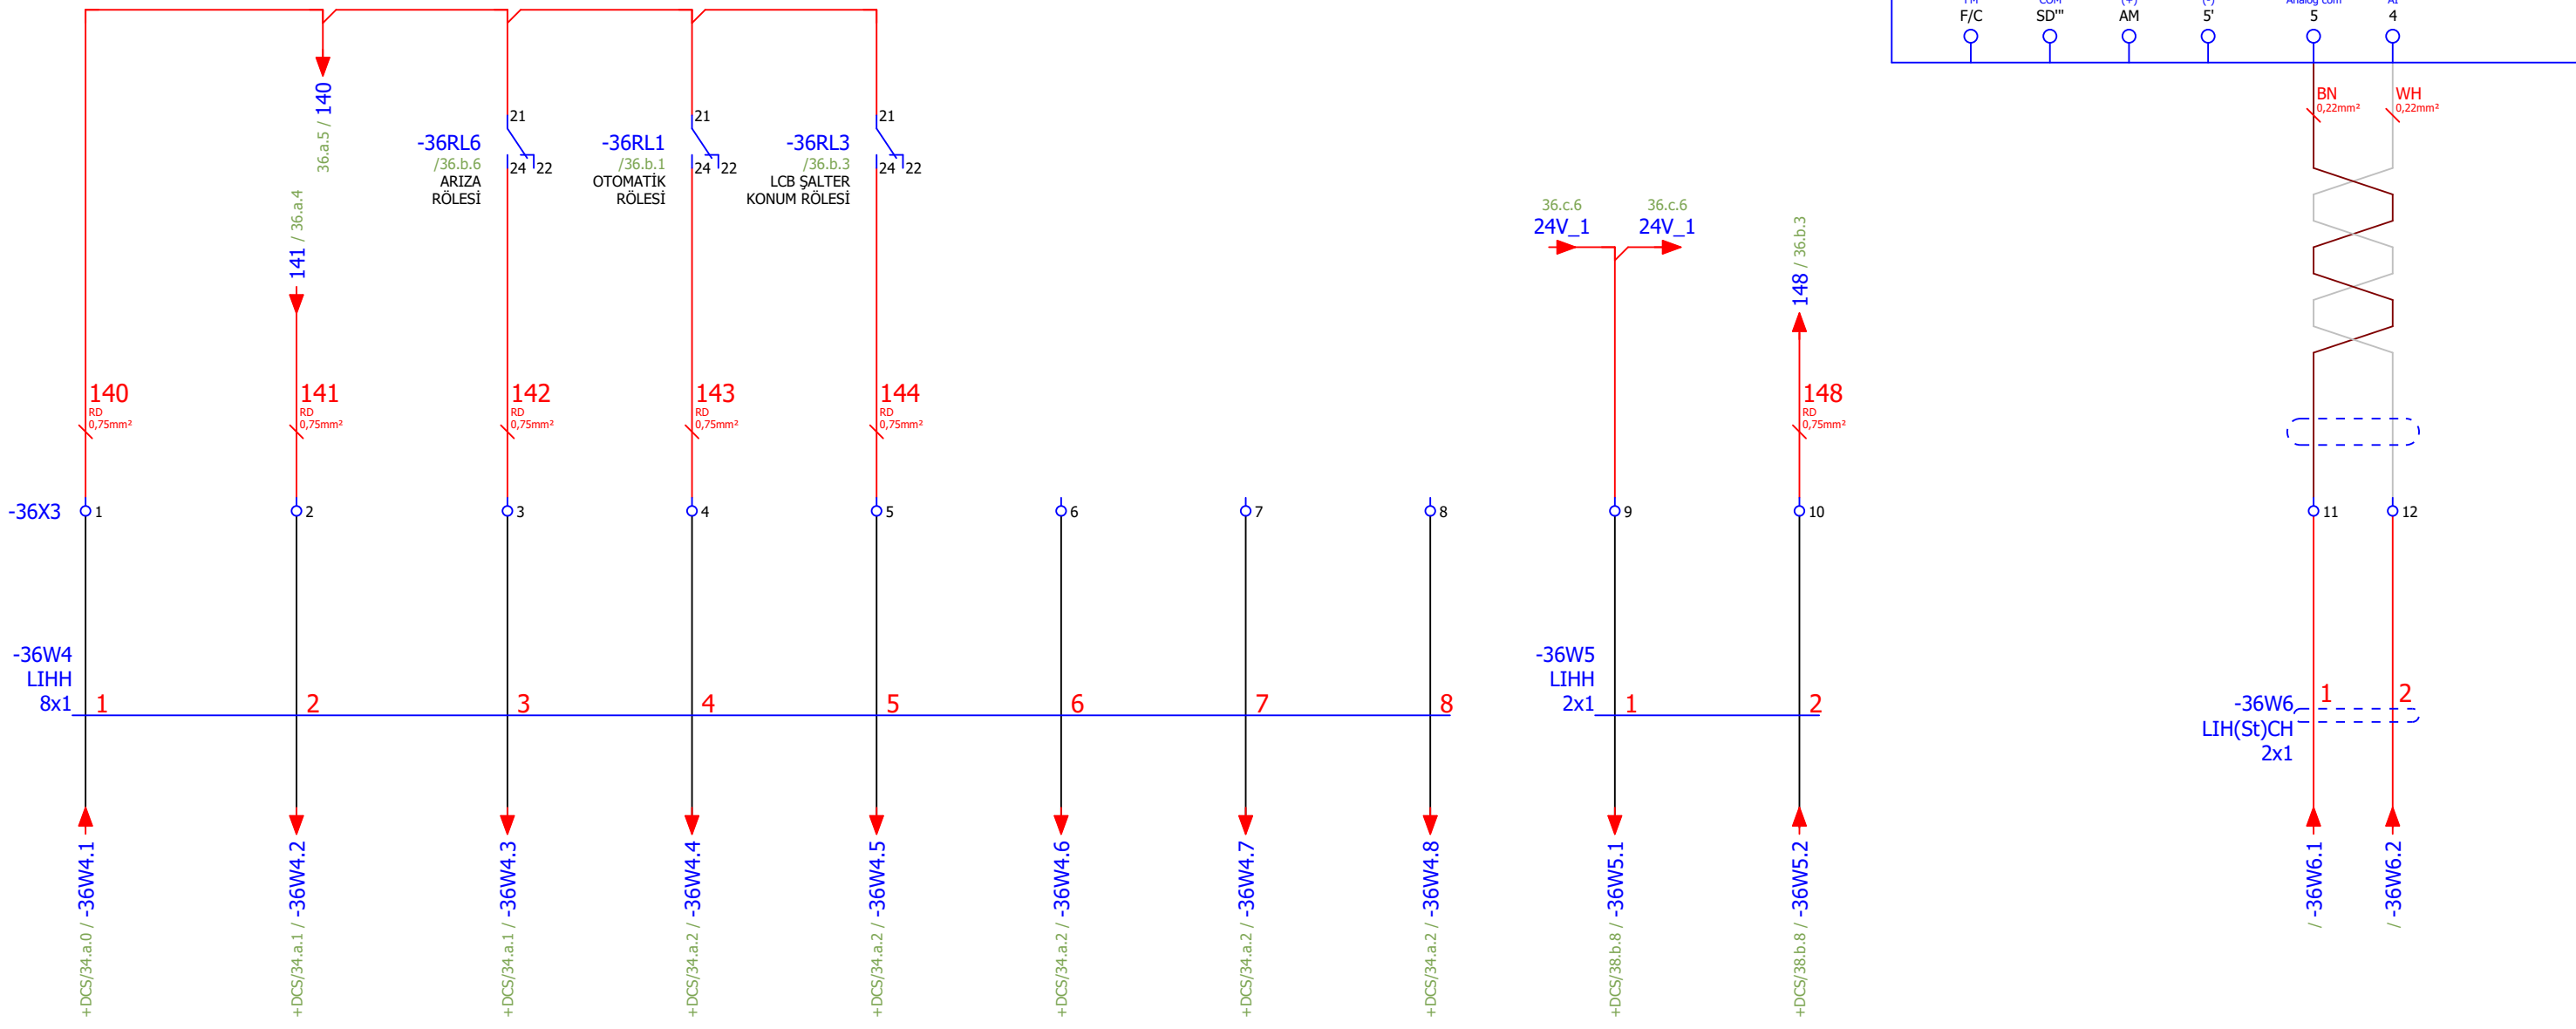 F/C
SD'''
AM
5'
5
4
BN
0,22mm²
WH
0,22mm²
36.a.5 / 140
141 / 36.a.4
21
-36RL6
/36.b.6
ARIZA
RÖLESİ
24 22
21
-36RL1
/36.b.1
OTOMATİK
RÖLESİ
24 22
21
-36RL3
/36.b.3
LCB ŞALTER
KONUM RÖLESİ
24 22
36.c.6
24V_1
36.c.6
24V_1
148 / 36.b.3
140
RD
0,75mm²
141
RD
0,75mm²
142
RD
0,75mm²
143
RD
0,75mm²
144
RD
0,75mm²
148
RD
0,75mm²
-36X3
1
2
3
4
5
6
7
8
9
10
11
12
-36W4
LIHH
8x1
1
2
3
4
5
6
7
8
-36W5
LIHH
2x1
1
2
-36W6
LIH(St)CH
2x1
1
2
+DCS/34.a.0 / -36W4.1
+DCS/34.a.1 / -36W4.2
+DCS/34.a.1 / -36W4.3
+DCS/34.a.2 / -36W4.4
+DCS/34.a.2 / -36W4.5
+DCS/34.a.2 / -36W4.6
+DCS/34.a.2 / -36W4.7
+DCS/34.a.2 / -36W4.8
+DCS/38.b.8 / -36W5.1
+DCS/38.b.8 / -36W5.2
/ -36W6.1
/ -36W6.2